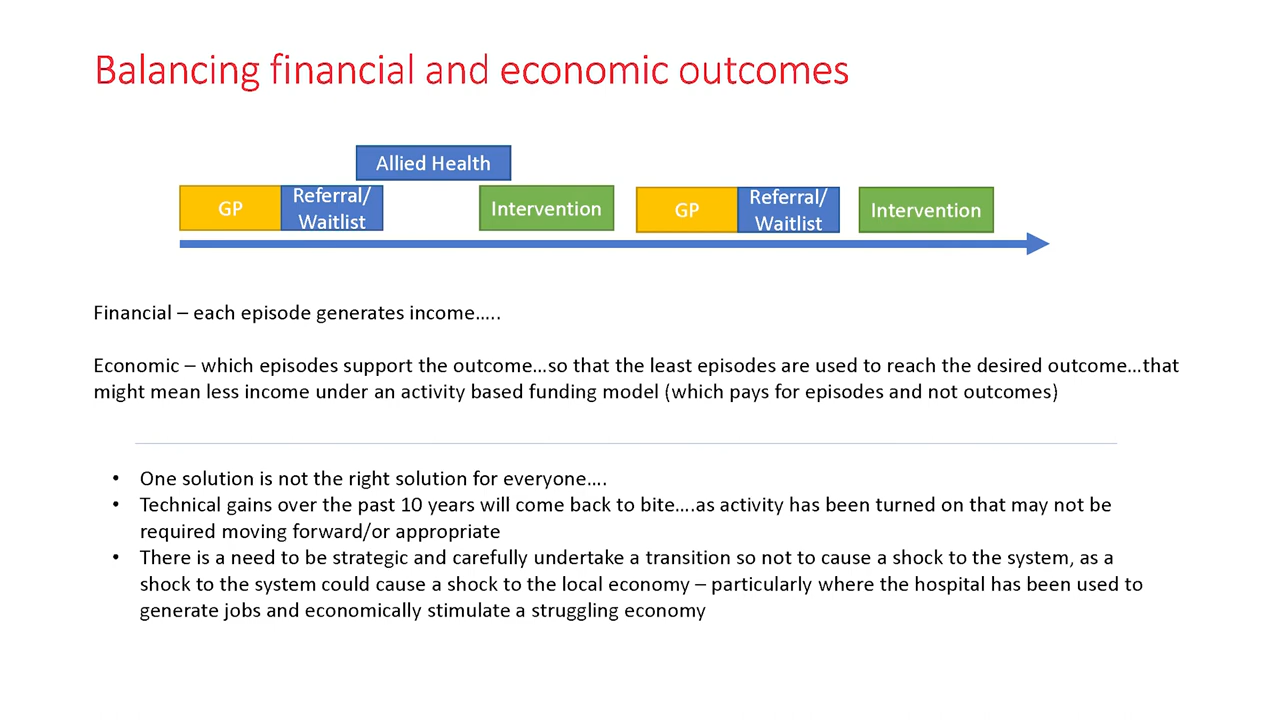 Balancing financial and economic outcomes
Allied Health
GP
Referral/
Waitlist
Intervention
GP
Referral/
Waitlist
Intervention
Financial – each episode generates income…..
Economic – which episodes support the outcome…so that the least episodes are used to reach the desired outcome…that
might mean less income under an activity based funding model (which pays for episodes and not outcomes)
• One solution is not the right solution for everyone….
• Technical gains over the past 10 years will come back to bite….as activity has been turned on that may not be
required moving forward/or appropriate
• There is a need to be strategic and carefully undertake a transition so not to cause a shock to the system, as a
shock to the system could cause a shock to the local economy – particularly where the hospital has been used to
generate jobs and economically stimulate a struggling economy